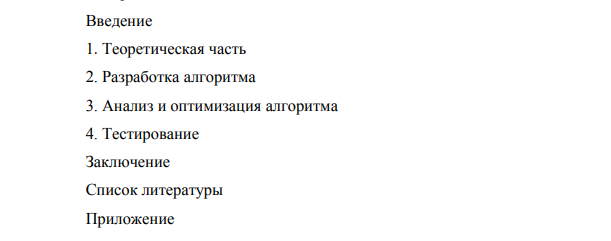 Введение
1. Теоретическая часть
2. Разработка алгоритма
3. Анализ и оптимизация алгоритма
4. Тестирование
Заключение
Список литературы
Приложение